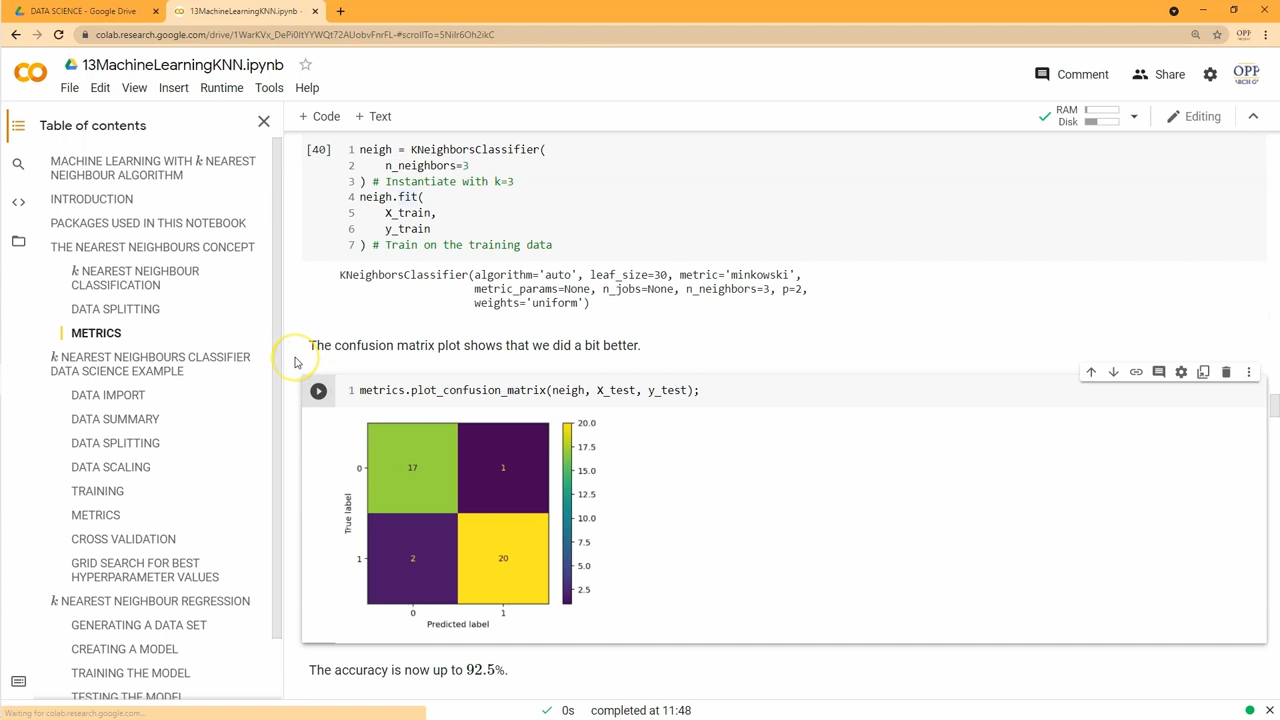 DATA SCIENCE - Google Drive
13MachineLearningKNN.ipynb -
colab.research.google.com/drive/1WarKVx_DePi0ItYYWQt72AUobvFnrFL-#scrollTo=5NiIr6Oh2ikC
OPP
13MachineLearningKNN.ipynb
Comment
Share
OPP
File Edit View Insert Runtime Tools Help
Table of contents
+ Code + Text
RAM
Disk
Editing
MACHINE LEARNING WITH k NEAREST
NEIGHBOUR ALGORITHM
INTRODUCTION
PACKAGES USED IN THIS NOTEBOOK
THE NEAREST NEIGHBOURS CONCEPT
k NEAREST NEIGHBOUR
CLASSIFICATION
DATA SPLITTING
METRICS
k NEAREST NEIGHBOURS CLASSIFIER
DATA SCIENCE EXAMPLE
DATA IMPORT
DATA SUMMARY
DATA SPLITTING
DATA SCALING
TRAINING
METRICS
CROSS VALIDATION
GRID SEARCH FOR BEST
HYPERPARAMETER VALUES
k NEAREST NEIGHBOUR REGRESSION
GENERATING A DATA SET
CREATING A MODEL
TRAINING THE MODEL
TESTING THE MODEL
[40] 1 neigh = KNeighborsClassifier(
2 n_neighbors=3
3 ) # Instantiate with k=3
4 neigh.fit(
5 X_train,
6 y_train
7 ) # Train on the training data
KNeighborsClassifier(algorithm='auto', leaf_size=30, metric='minkowski',
metric_params=None, n_jobs=None, n_neighbors=3, p=2,
weights='uniform')
The confusion matrix plot shows that we did a bit better.
1 metrics.plot_confusion_matrix(neigh, X_test, y_test);
20.0
17.5
15.0
12.5
10.0
7.5
5.0
2.5
0 17 1
True label
1 2 20
0 1
Predicted label
The accuracy is now up to 92.5%.
Waiting for colab.research.google.com...
0s completed at 11:48